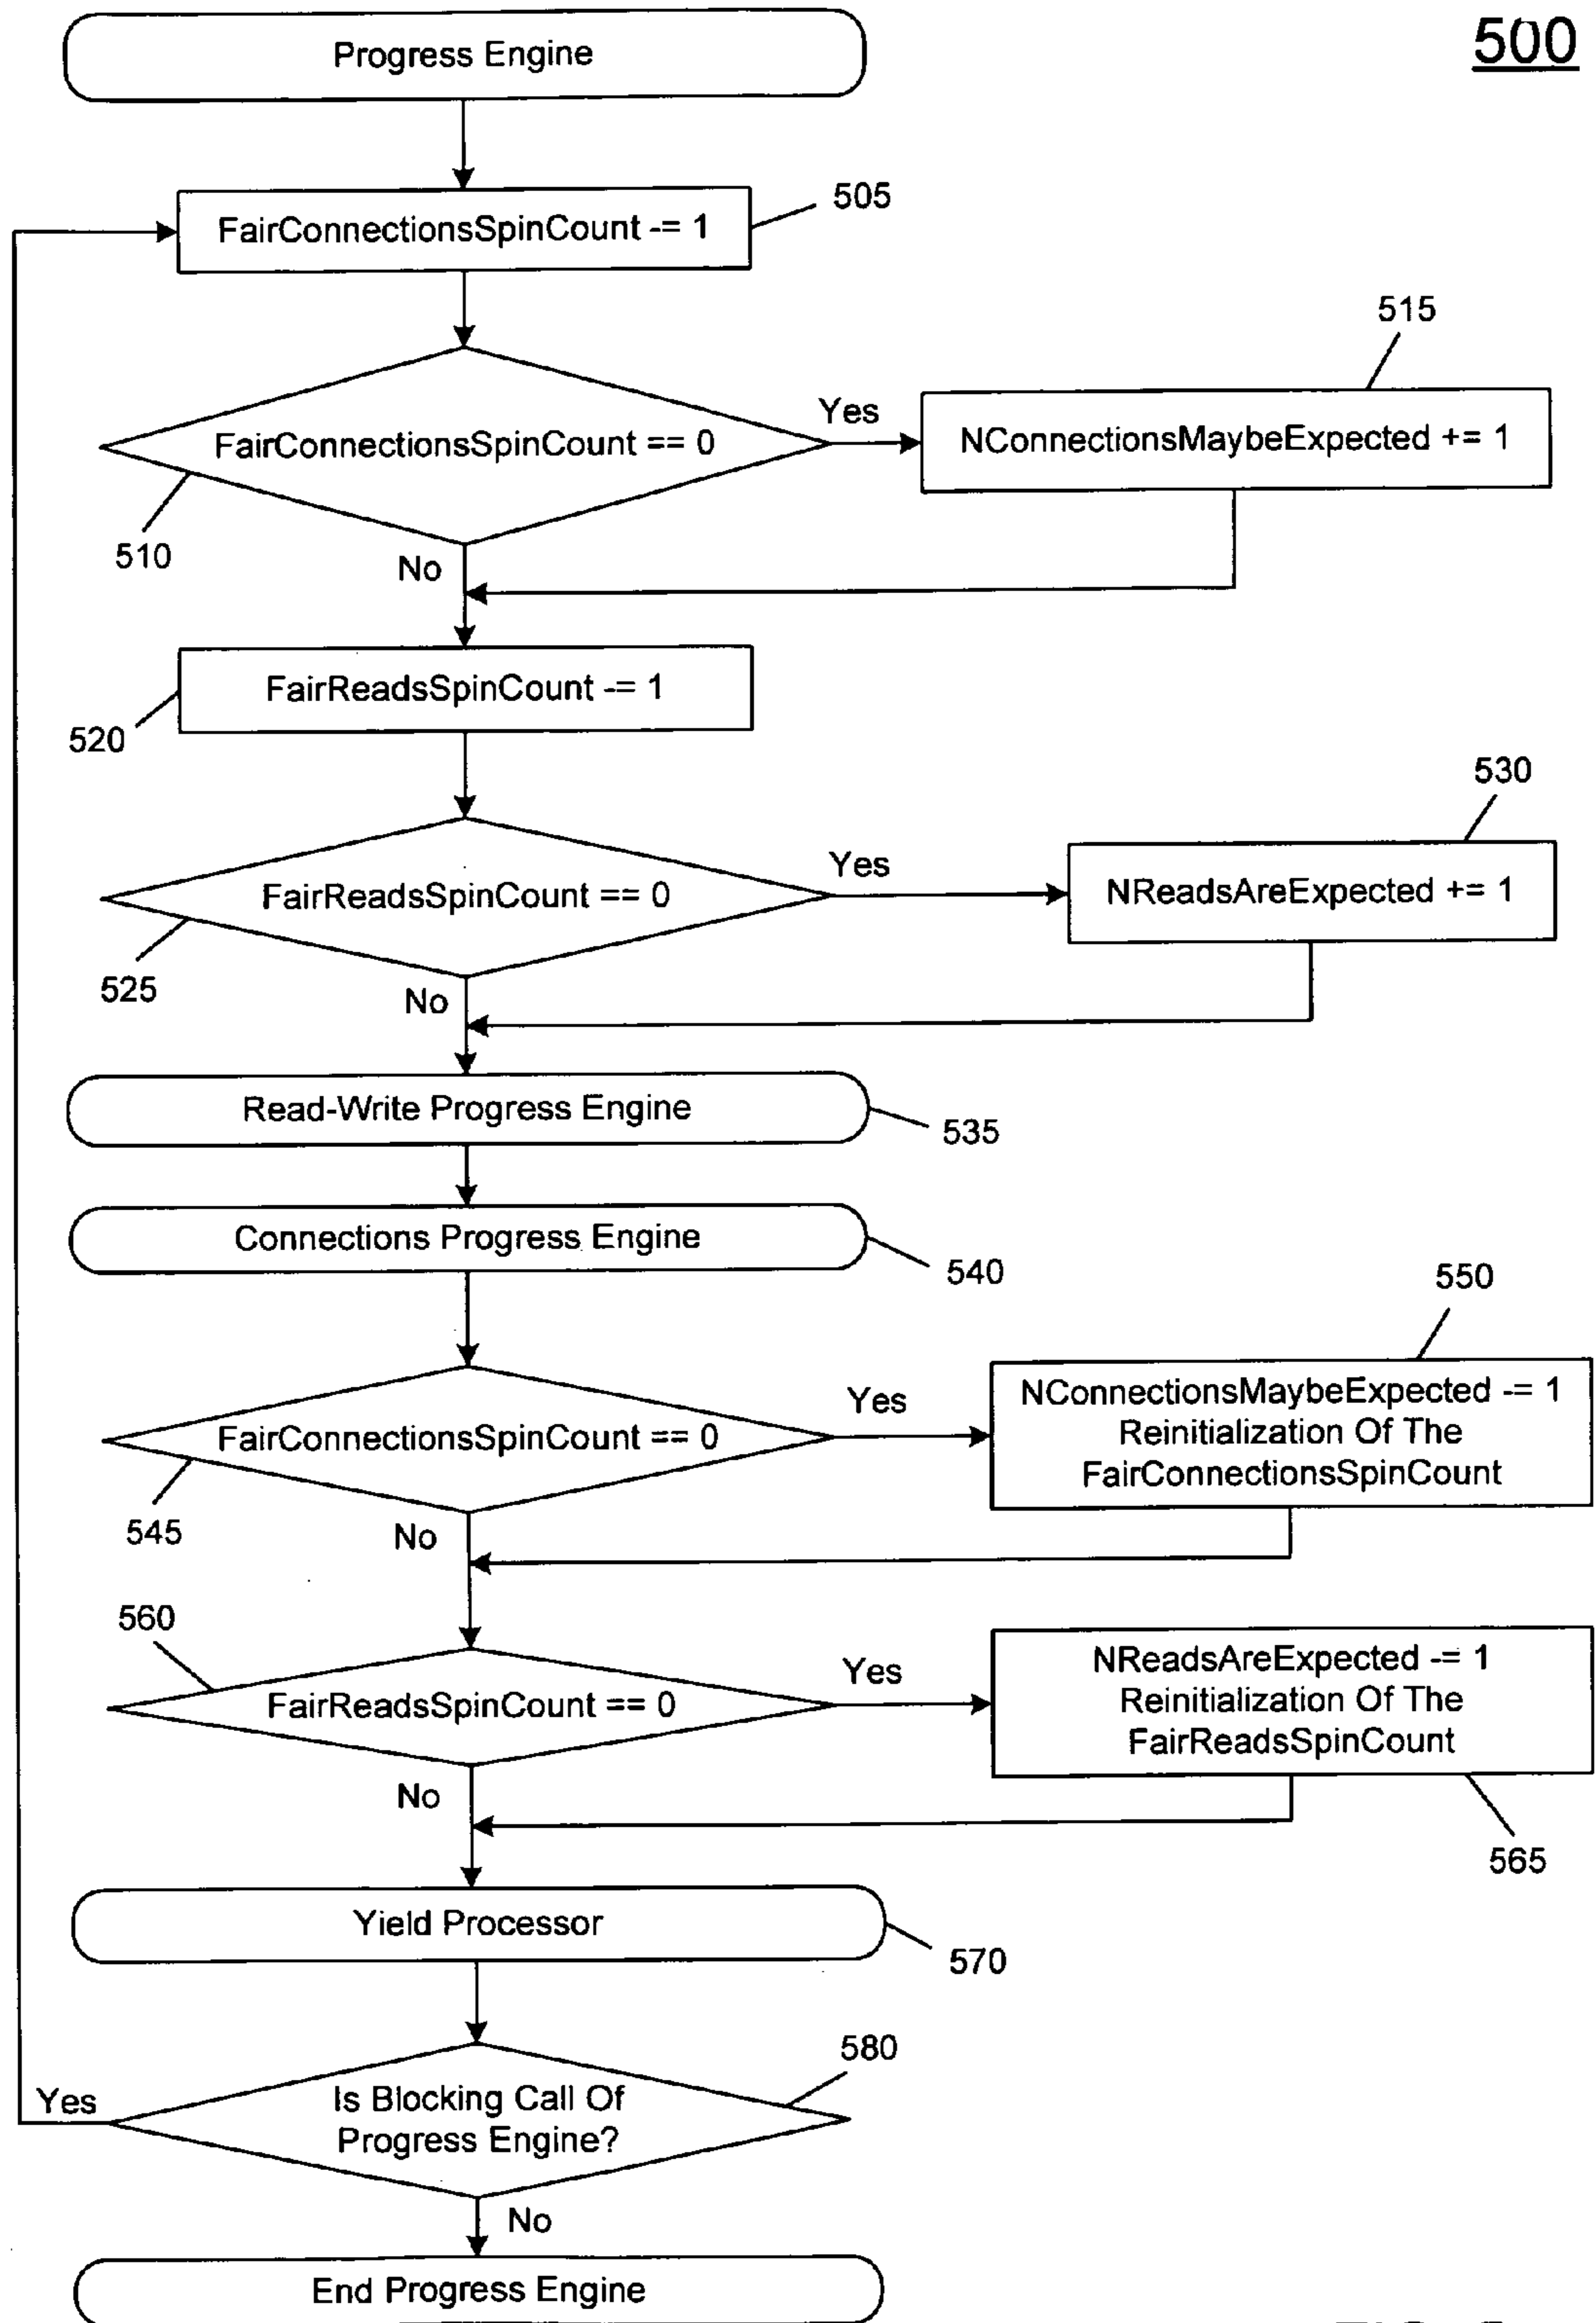 500
Progress Engine
505
FairConnectionsSpinCount -= 1
515
Yes
NConnectionsMaybeExpected += 1
FairConnectionsSpinCount == 0
510
No
FairReadsSpinCount -= 1
520
530
Yes
NReadsAreExpected += 1
FairReadsSpinCount == 0
525
No
Read-Write Progress Engine
535
Connections Progress Engine
540
550
Yes
NConnectionsMaybeExpected -= 1
Reinitialization Of The
FairConnectionsSpinCount
FairConnectionsSpinCount == 0
545
No
560
Yes
NReadsAreExpected -= 1
Reinitialization Of The
FairReadsSpinCount
FairReadsSpinCount == 0
No
565
Yield Processor
570
580
Yes
Is Blocking Call Of
Progress Engine?
No
End Progress Engine